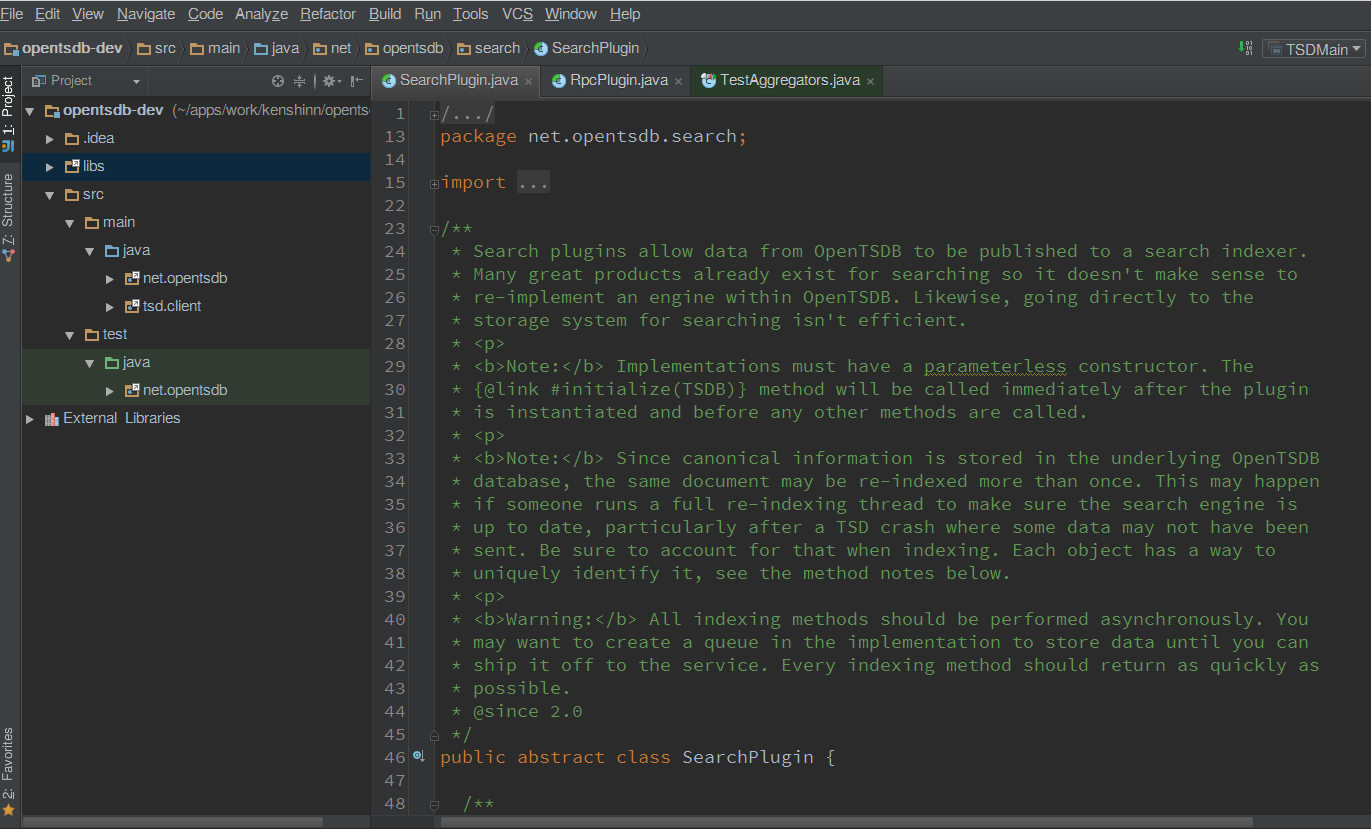 File Edit View Navigate Code Analyze Refactor Build Run Tools VCS Window Help
opentsdb-dev src main java net opentsdb search SearchPlugin TSDMain
Project
SearchPlugin.java RpcPlugin.java TestAggregators.java
1: Project
7: Structure
2: Favorites
opentsdb-dev (~/apps/work/kenshinn/opents
.idea
libs
src
main
java
net.opentsdb
tsd.client
test
java
net.opentsdb
External Libraries
1 /.../
13 package net.opentsdb.search;
14
15 import ...
22
23 /**
24 * Search plugins allow data from OpenTSDB to be published to a search indexer.
25 * Many great products already exist for searching so it doesn't make sense to
26 * re-implement an engine within OpenTSDB. Likewise, going directly to the
27 * storage system for searching isn't efficient.
28 * <p>
29 * <b>Note:</b> Implementations must have a parameterless constructor. The
30 * {@link #initialize(TSDB)} method will be called immediately after the plugin
31 * is instantiated and before any other methods are called.
32 * <p>
33 * <b>Note:</b> Since canonical information is stored in the underlying OpenTSDB
34 * database, the same document may be re-indexed more than once. This may happen
35 * if someone runs a full re-indexing thread to make sure the search engine is
36 * up to date, particularly after a TSD crash where some data may not have been
37 * sent. Be sure to account for that when indexing. Each object has a way to
38 * uniquely identify it, see the method notes below.
39 * <p>
40 * <b>Warning:</b> All indexing methods should be performed asynchronously. You
41 * may want to create a queue in the implementation to store data until you can
42 * ship it off to the service. Every indexing method should return as quickly as
43 * possible.
44 * @since 2.0
45 */
46 public abstract class SearchPlugin {
47
48 /**